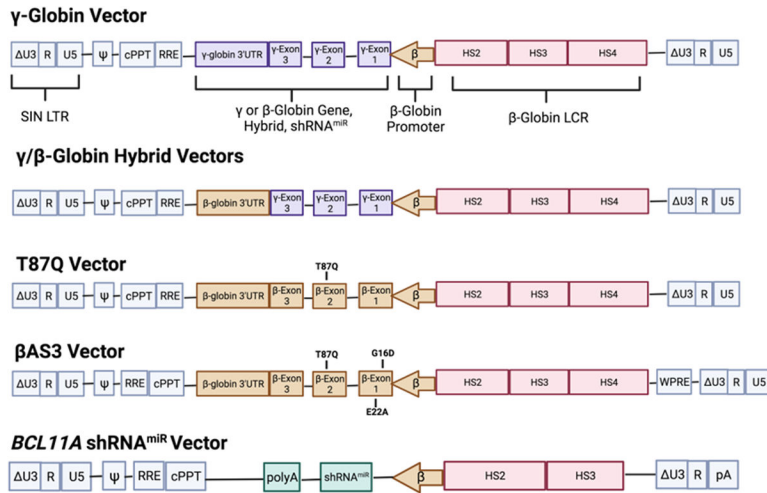 γ-Globin Vector
ΔU3 R U5 ψ cPPT RRE γ-globin 3'UTR γ-Exon 3 γ-Exon 2 γ-Exon 1 β HS2 HS3 HS4 ΔU3 R U5
SIN LTR
γ or β-Globin Gene, Hybrid, shRNAmiR
β-Globin Promoter
β-Globin LCR
γ/β-Globin Hybrid Vectors
ΔU3 R U5 ψ cPPT RRE β-globin 3'UTR γ-Exon 3 γ-Exon 2 γ-Exon 1 β HS2 HS3 HS4 ΔU3 R U5
T87Q Vector
T87Q
ΔU3 R U5 ψ cPPT RRE β-globin 3'UTR β-Exon 3 β-Exon 2 β-Exon 1 β HS2 HS3 HS4 ΔU3 R U5
βAS3 Vector
T87Q G16D
ΔU3 R U5 ψ RRE cPPT β-globin 3'UTR β-Exon 3 β-Exon 2 β-Exon 1 β HS2 HS3 HS4 WPRE ΔU3 R U5
E22A
BCL11A shRNAmiR Vector
ΔU3 R U5 ψ RRE cPPT polyA shRNAmiR β HS2 HS3 ΔU3 R pA